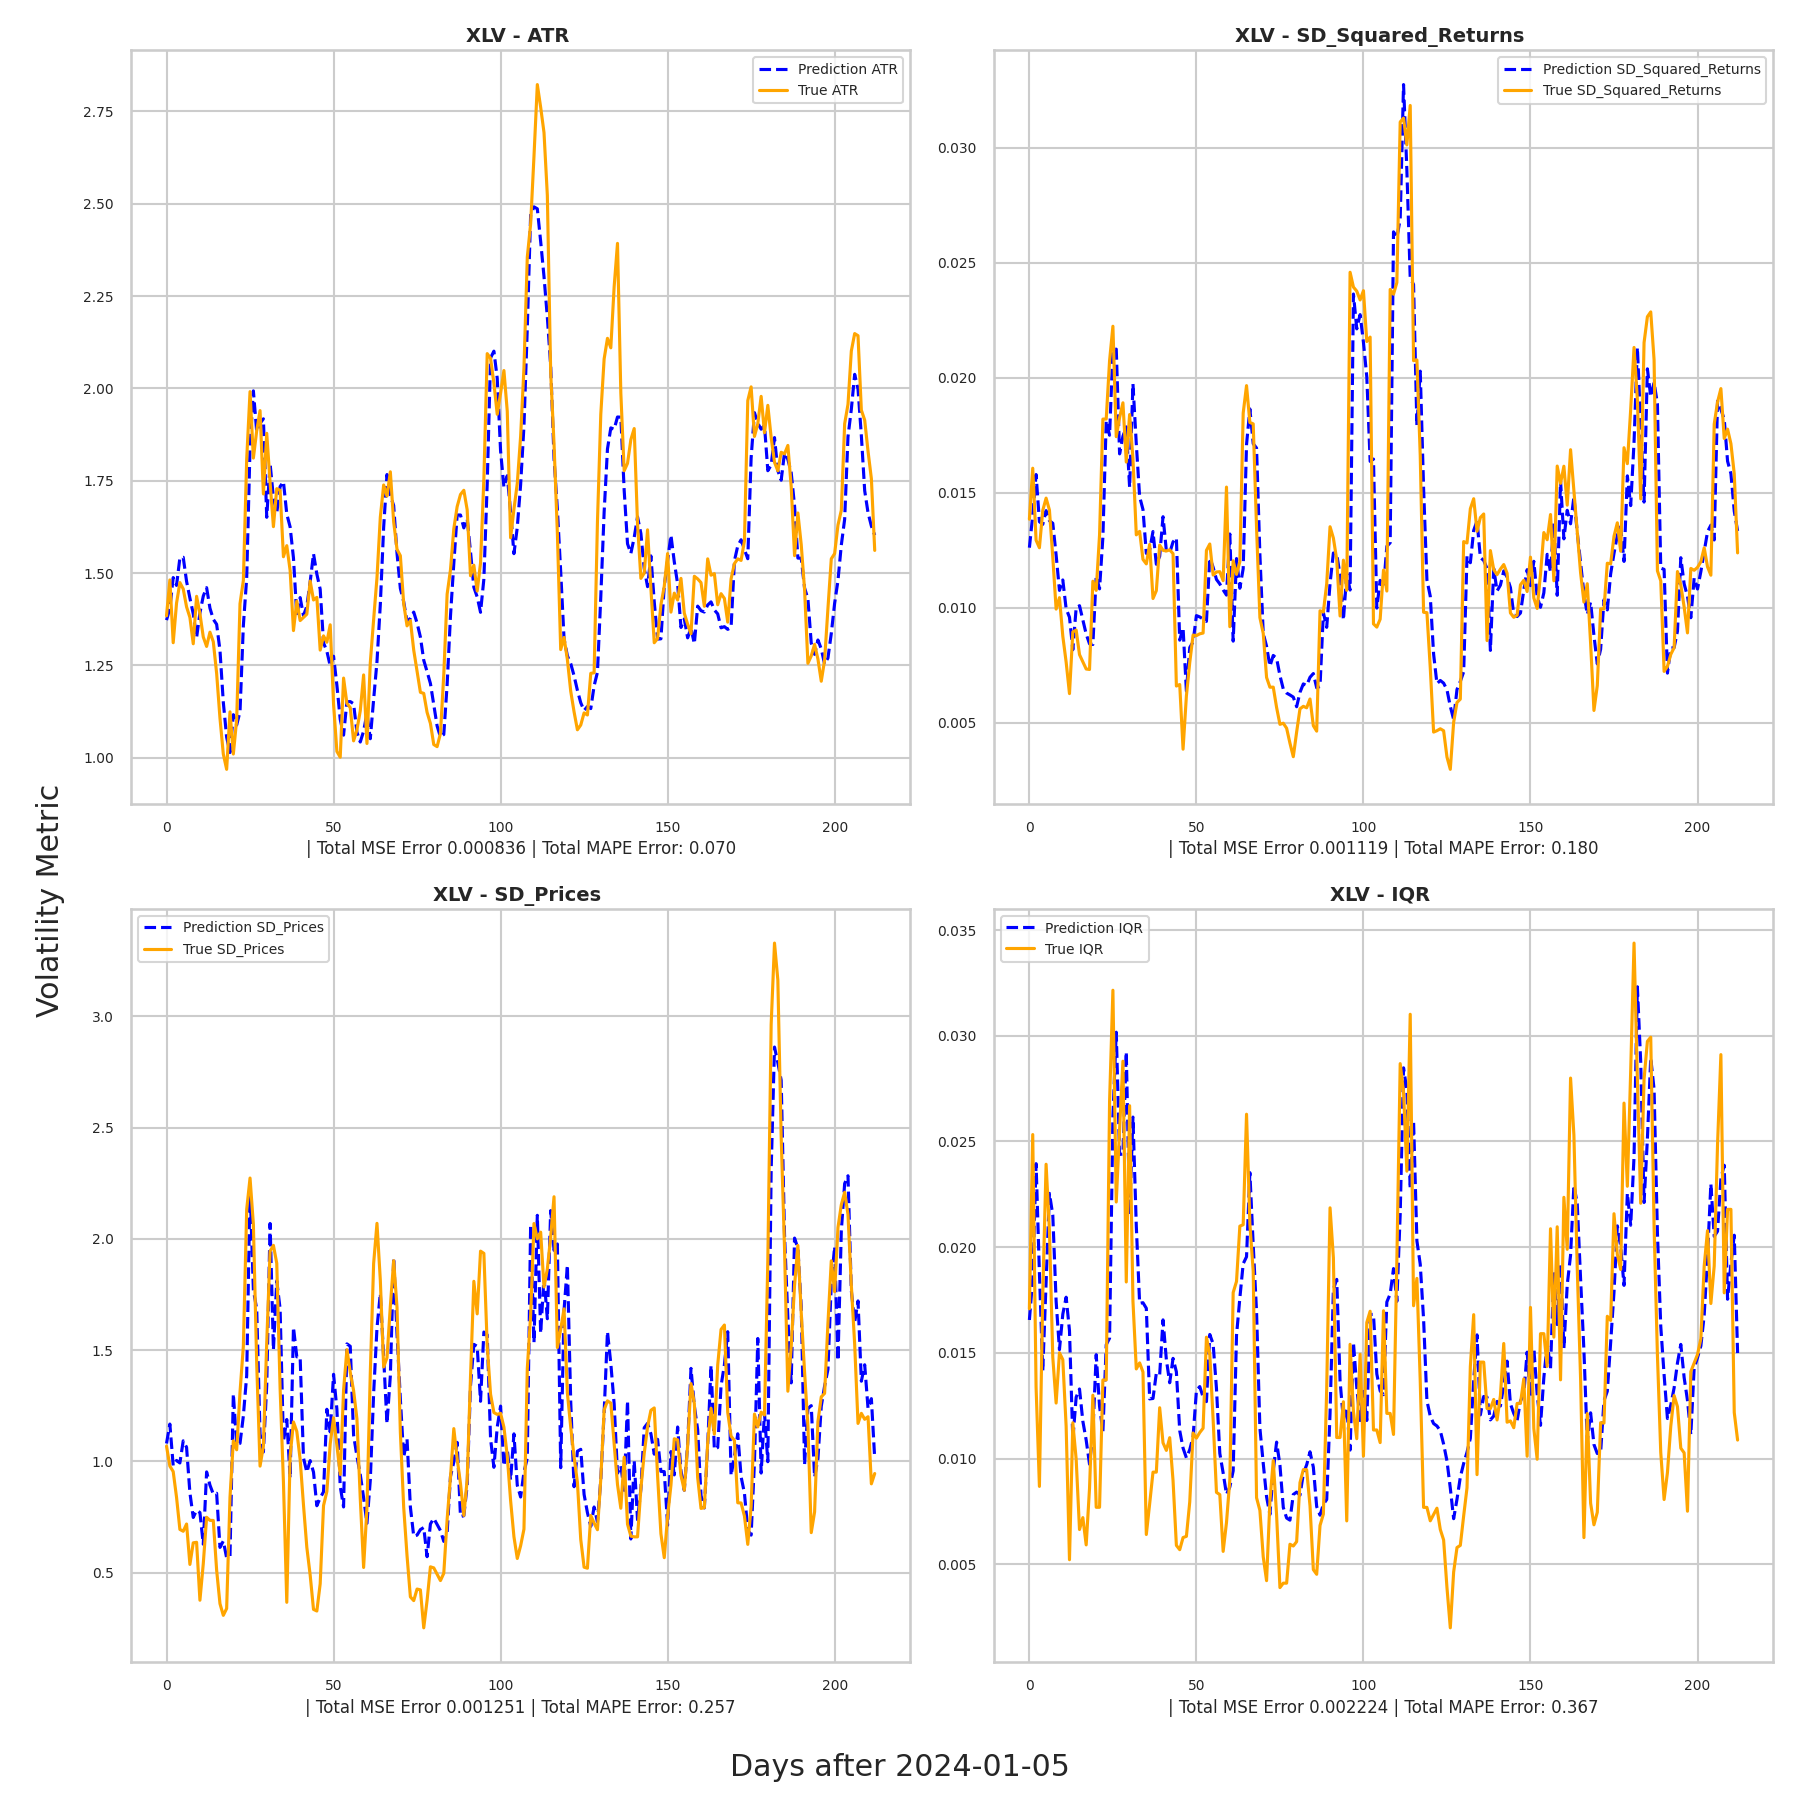 XLV - ATR
Prediction ATR
True ATR
2.75
2.50
2.25
2.00
1.75
1.50
1.25
1.00
0 50 100 150 200
| Total MSE Error 0.000836 | Total MAPE Error: 0.070
XLV - SD_Squared_Returns
Prediction SD_Squared_Returns
True SD_Squared_Returns
0.030
0.025
0.020
0.015
0.010
0.005
0 50 100 150 200
| Total MSE Error 0.001119 | Total MAPE Error: 0.180
Volatility Metric
XLV - SD_Prices
Prediction SD_Prices
True SD_Prices
3.0
2.5
2.0
1.5
1.0
0.5
0 50 100 150 200
| Total MSE Error 0.001251 | Total MAPE Error: 0.257
XLV - IQR
Prediction IQR
True IQR
0.035
0.030
0.025
0.020
0.015
0.010
0.005
0 50 100 150 200
| Total MSE Error 0.002224 | Total MAPE Error: 0.367
Days after 2024-01-05